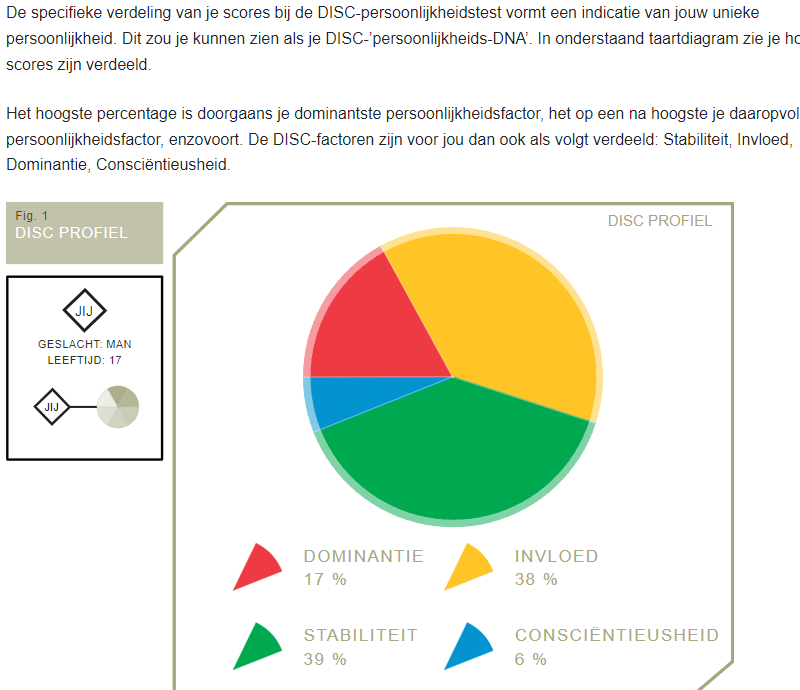 De specifieke verdeling van je scores bij de DISC-persoonlijkheidstest vormt een indicatie van jouw unieke
persoonlijkheid. Dit zou je kunnen zien als je DISC-’persoonlijkheids-DNA’. In onderstaand taartdiagram zie je
scores zijn verdeeld.
Het hoogste percentage is doorgaans je dominantste persoonlijkheidsfactor, het op een na hoogste je
persoonlijkheidsfactor, enzovoort. De DISC-factoren zijn voor jou dan ook als volgt verdeeld: Stabiliteit, Invloed,
Dominantie, Consciëntieusheid.
Fig. 1
DISC PROFIEL
JIJ
GESLACHT: MAN
LEEFTIJD: 17
JIJ
DISC PROFIEL
DOMINANTIE
17 %
INVLOED
38 %
STABILITEIT
39 %
CONSCIËNTIEUSHEID
6 %